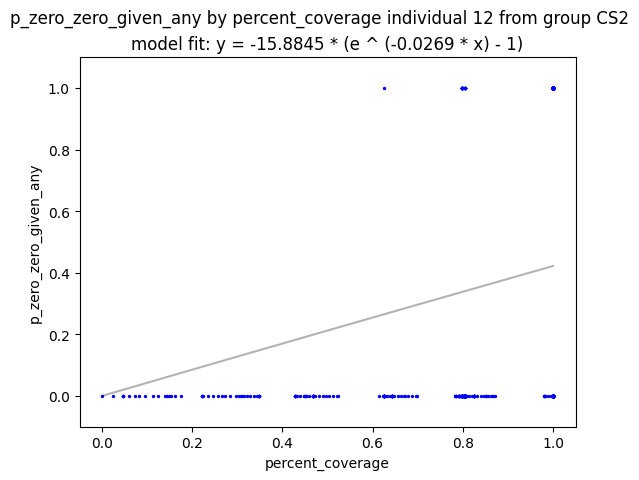 p_zero_zero_given_any by percent_coverage individual 12 from group CS2
model fit: y = -15.8845 * (e ^ (-0.0269 * x) - 1)
1.0
0.8
0.6
0.4
0.2
0.0
p_zero_zero_given_any
0.0 0.2 0.4 0.6 0.8 1.0
percent_coverage